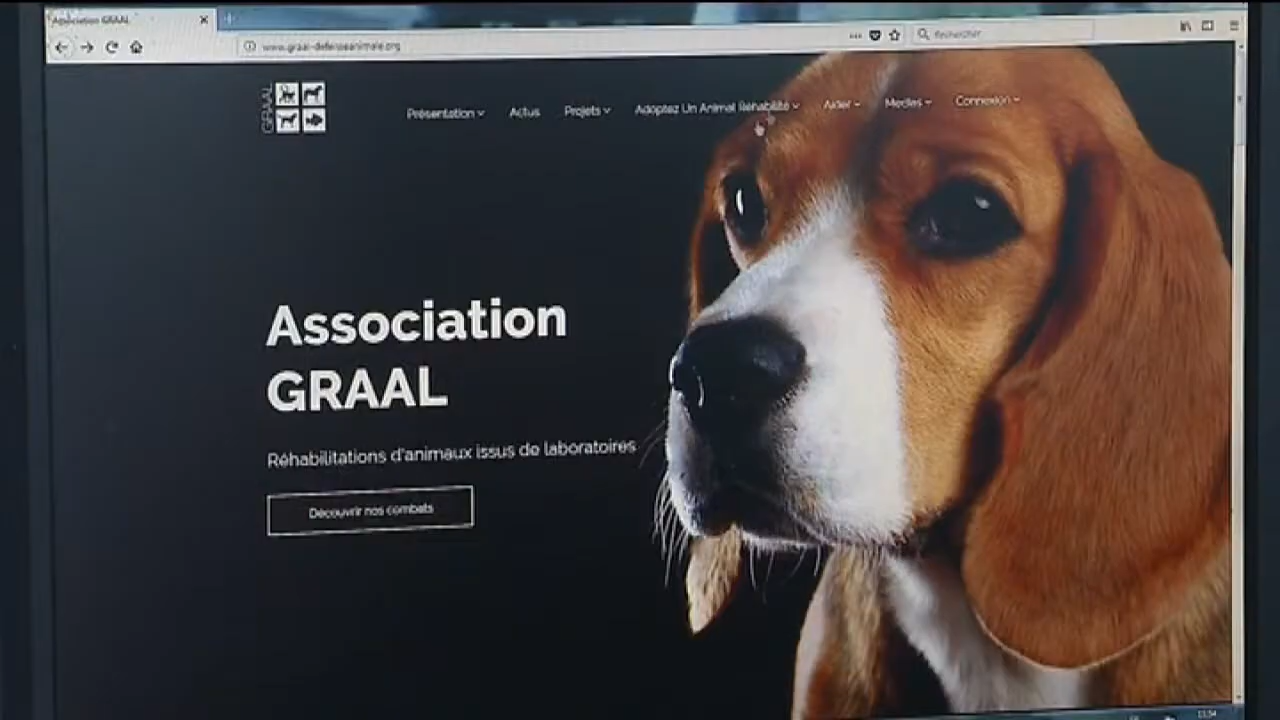 Association GRAAL
www.graal-defenseanimale.org
Rechercher
GRAAL
Présentation
Actus
Projets
Adoptez Un Animal Réhabilité
Aider
Medias
Connexion
Association
GRAAL
Réhabilitations d'animaux issus de laboratoires
Découvrir nos combats